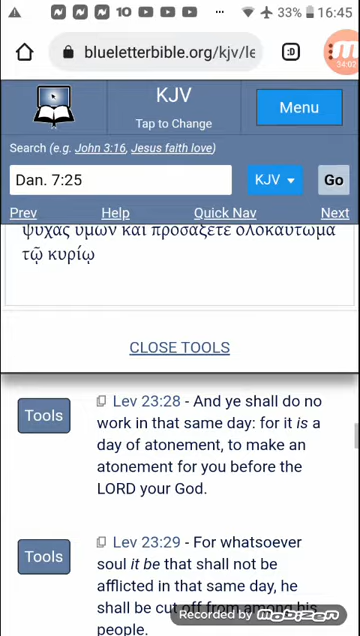 10 ... 33% 16:45
blueletterbible.org/kjv/le :D
34:02
KJV
Tap to Change
Menu
Search (e.g. John 3:16, Jesus faith love)
Dan. 7:25 KJV Go
Prev Help Quick Nav Next
ψυχὰς ὑμῶν καὶ προσάξετε ὁλοκαύτωμα
τῷ κυρίῳ
CLOSE TOOLS
Tools
Lev 23:28 - And ye shall do no
work in that same day: for it is a
day of atonement, to make an
atonement for you before the
LORD your God.
Tools
Lev 23:29 - For whatsoever
soul it be that shall not be
afflicted in that same day, he
shall be cut off from among his
people.
Recorded by mobizen